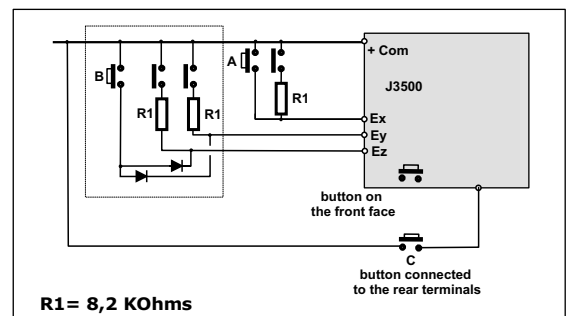 + Com
J3500
A
B
R1
R1
R1
Ex
Ey
Ez
button on
the front face
C
button connected
to the rear terminals
R1= 8,2 KOhms